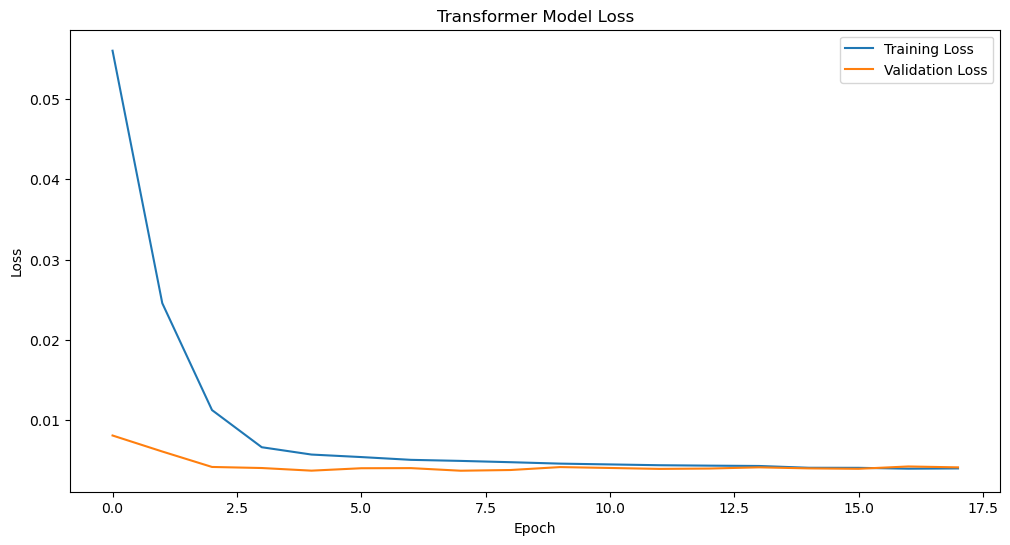 Transformer Model Loss
Training Loss
Validation Loss
0.05
0.04
0.03
0.02
0.01
Loss
0.0
2.5
5.0
7.5
10.0
12.5
15.0
17.5
Epoch